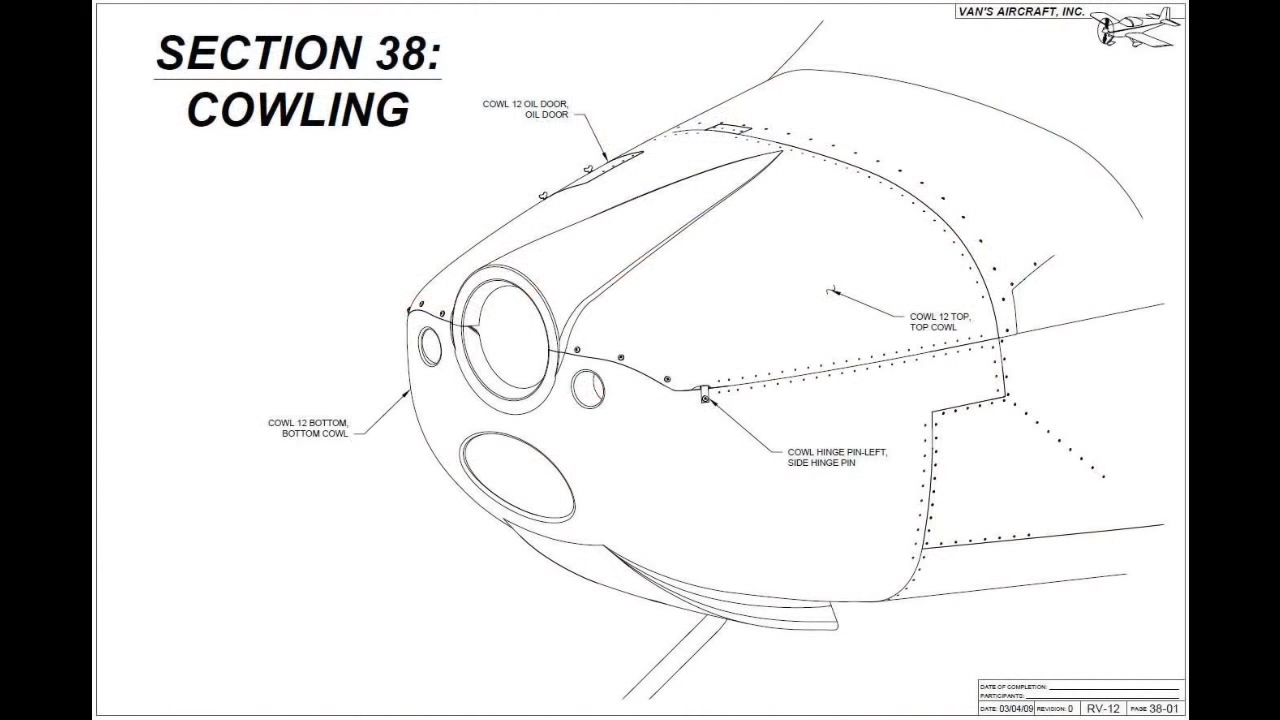 VAN'S AIRCRAFT, INC.
SECTION 38:
COWLING
COWL 12 OIL DOOR,
OIL DOOR
COWL 12 TOP,
TOP COWL
COWL 12 BOTTOM,
BOTTOM COWL
COWL HINGE PIN-LEFT,
SIDE HINGE PIN
DATE OF COMPLETION:
PARTICIPANTS:
DATE: 03/04/09 REVISION: 0 RV-12 PAGE 38-01